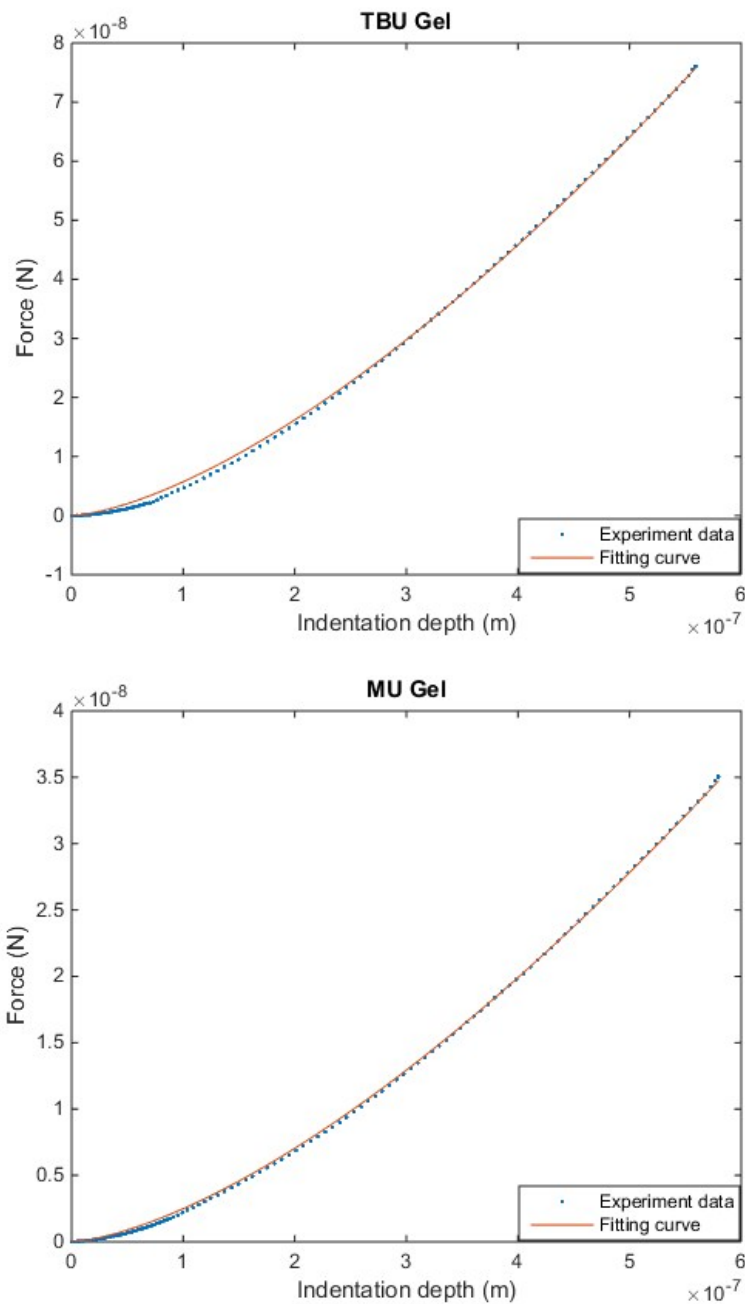 TBU Gel
×10-8
8
7
6
5
4
3
2
1
0
-1
Force (N)
Experiment data
Fitting curve
0 1 2 3 4 5 6
Indentation depth (m)
×10-7
MU Gel
×10-8
4
3.5
3
2.5
2
1.5
1
0.5
0
Force (N)
Experiment data
Fitting curve
0 1 2 3 4 5 6
Indentation depth (m)
×10-7